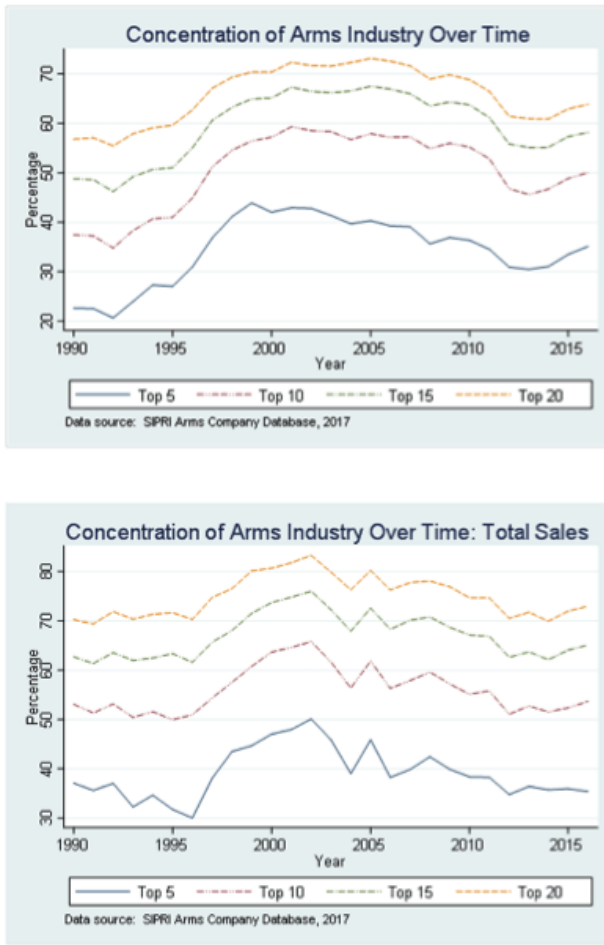 Concentration of Arms Industry Over Time
Percentage
70
60
50
40
30
20
1990 1995 2000 2005 2010 2015
Year
Top 5 Top 10 Top 15 Top 20
Data source: SIPRI Arms Company Database, 2017
Concentration of Arms Industry Over Time: Total Sales
Percentage
80
70
60
50
40
30
1990 1995 2000 2005 2010 2015
Year
Top 5 Top 10 Top 15 Top 20
Data source: SIPRI Arms Company Database, 2017